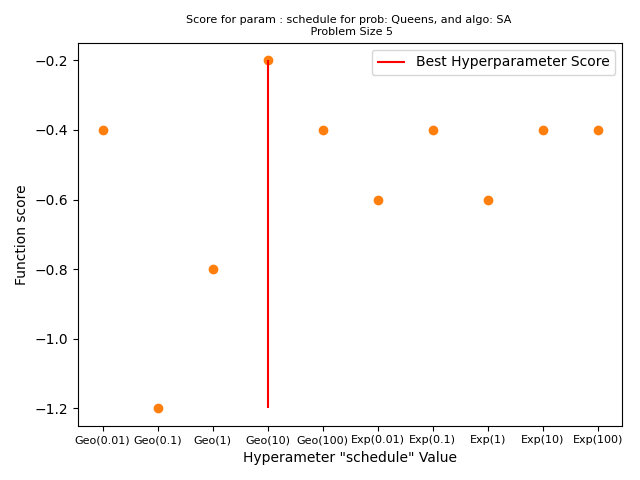 Score for param : schedule for prob: Queens, and algo: SA
Problem Size 5
Best Hyperparameter Score
Function score
−0.2
−0.4
−0.6
−0.8
−1.0
−1.2
Geo(0.01) Geo(0.1) Geo(1) Geo(10) Geo(100) Exp(0.01) Exp(0.1) Exp(1) Exp(10) Exp(100)
Hyperameter "schedule" Value